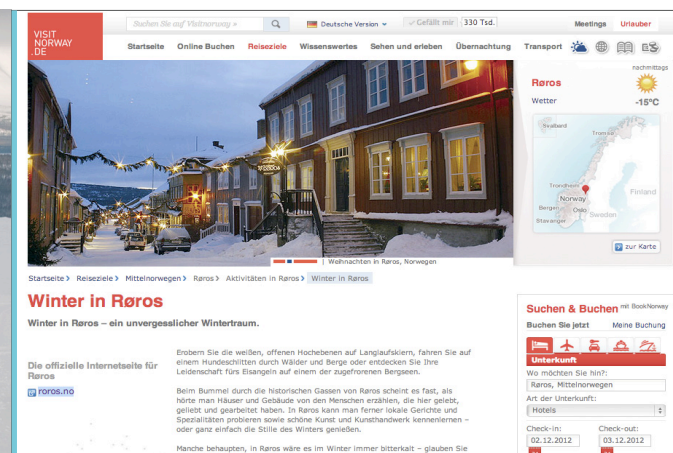 VISIT
NORWAY
.DE
Suchen Sie auf Visitnorway »
Deutsche Version
Gefällt mir
330 Tsd.
Meetings
Urlauber
Startseite Online Buchen Reiseziele Wissenswertes Sehen und erleben Übernachtung Transport
nachmittags
Røros
Wetter
-15°C
Svalbard
Tromsø
Trondheim
Norway
Finland
Bergen
Oslo
Sweden
Stavanger
zur Karte
Weihnachten in Røros, Norwegen
Startseite > Reiseziele > Mittelnorwegen > Røros > Aktivitäten in Røros > Winter in Røros
Winter in Røros
Winter in Røros – ein unvergesslicher Wintertraum.
Die offizielle Internetseite für
Røros
roros.no
Erobern Sie die weißen, offenen Hochebenen auf Langlaufskiern, fahren Sie auf
einem Hundeschlitten durch Wälder und Berge oder entdecken Sie Ihre
Leidenschaft fürs Eisangeln auf einem der zugefrorenen Bergseen.
Beim Bummel durch die historischen Gassen von Røros scheint es fast, als
hörte man Häuser und Gebäude von den Menschen erzählen, die hier gelebt,
geliebt und gearbeitet haben. In Røros kann man ferner lokale Gerichte und
Spezialitäten probieren sowie schöne Kunst und Kunsthandwerk kennenlernen –
oder ganz einfach die Stille des Winters genießen.
Manche behaupten, in Røros wäre es im Winter immer bitterkalt – glauben Sie
Suchen & Buchen mit BookNorway
Buchen Sie jetzt
Meine Buchung
Unterkunft
Wo möchten Sie hin?:
Røros, Mittelnorwegen
Art der Unterkunft:
Hotels
Check-in:
Check-out:
02.12.2012
03.12.2012